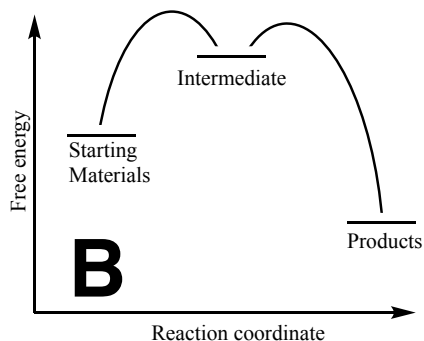 Free energy
Intermediate
Starting
Materials
Products
B
Reaction coordinate